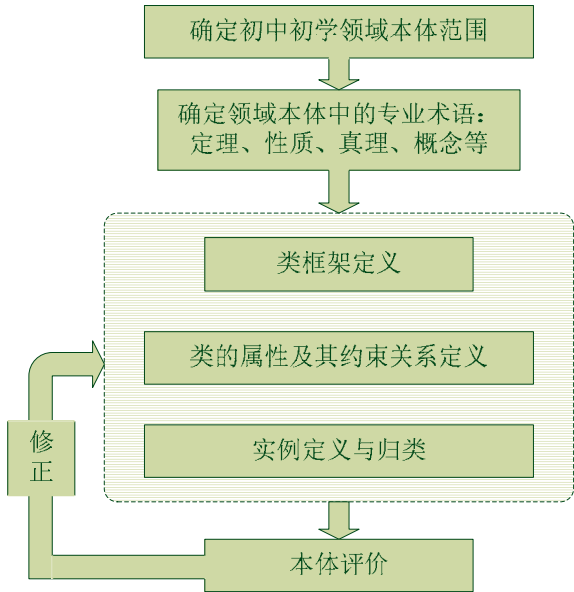 确定初中初学领域本体范围
确定领域本体中的专业术语：
定理、性质、真理、概念等
类框架定义
类的属性及其约束关系定义
实例定义与归类
修
正
本体评价